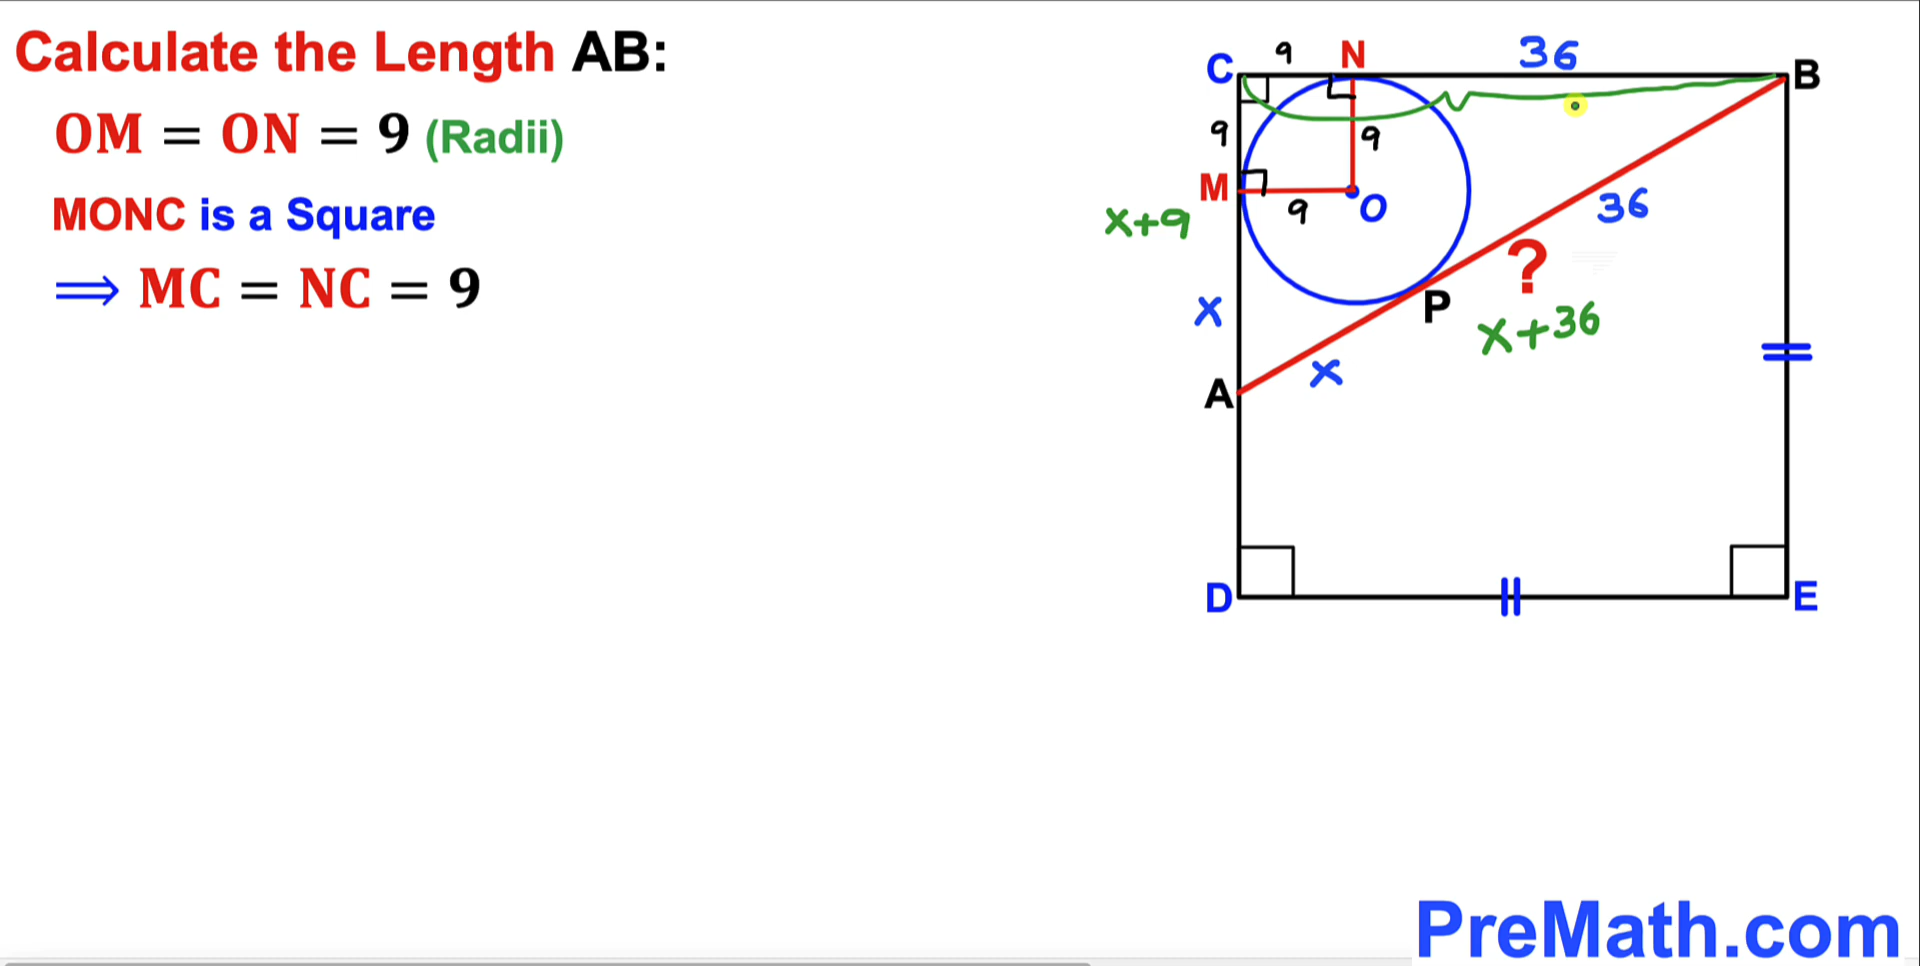 Calculate the Length AB:
OM = ON = 9 (Radii)
MONC is a Square
⟹ MC = NC = 9
C 9 N 36 B
9 9
M 9 O 36
x+9
?
x P x+36
x
A
D E
PreMath.com